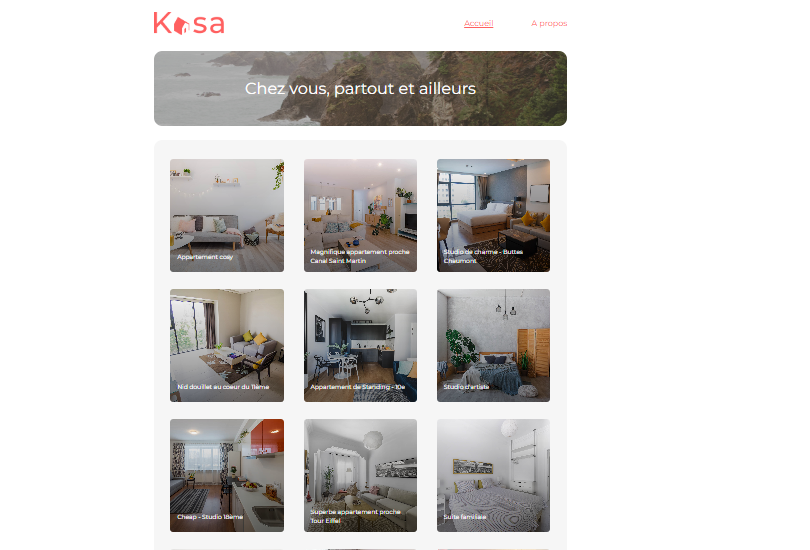 Kasa
Accueil
A propos
Chez vous, partout et ailleurs
Appartement cosy
Magnifique appartement proche
Canal Saint Martin
Studio de charme - Buttes
Chaumont
Nid douillet au coeur du 11ème
Appartement de Standing - 10e
Studio d'artiste
Cheap - Studio 18ème
Superbe appartement proche
Tour Eiffel
Suite familiale